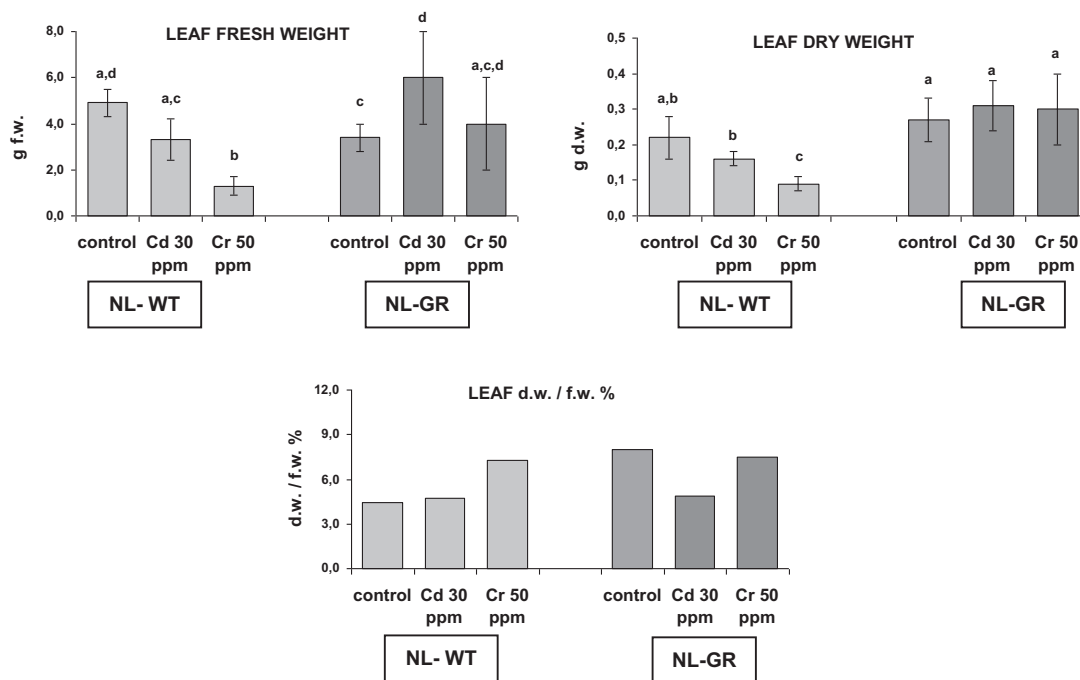 LEAF FRESH WEIGHT
8,0
6,0
4,0
2,0
0,0
g f.w.
a,d
a,c
b
c
d
a,c,d
control Cd 30 ppm Cr 50 ppm
control Cd 30 ppm Cr 50 ppm
NL- WT
NL-GR
LEAF DRY WEIGHT
0,5
0,4
0,3
0,2
0,1
0,0
g d.w.
a,b
b
c
a
a
a
control Cd 30 ppm Cr 50 ppm
control Cd 30 ppm Cr 50 ppm
NL- WT
NL-GR
LEAF d.w. / f.w. %
12,0
9,0
6,0
3,0
0,0
d.w. / f.w. %
control Cd 30 ppm Cr 50 ppm
control Cd 30 ppm Cr 50 ppm
NL- WT
NL-GR